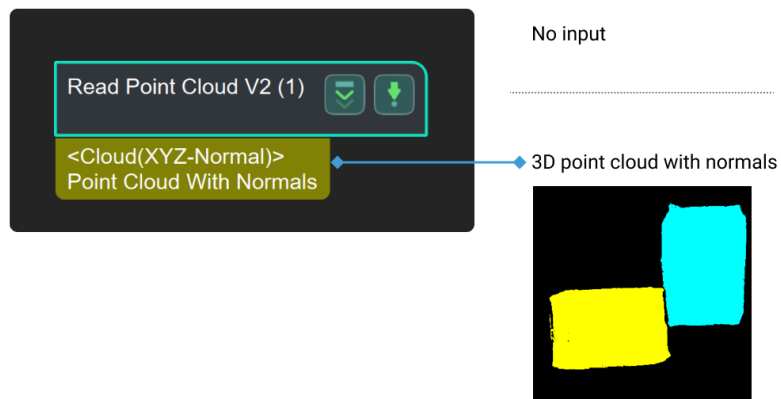 No input
Read Point Cloud V2 (1)
<Cloud(XYZ-Normal)>
Point Cloud With Normals
3D point cloud with normals